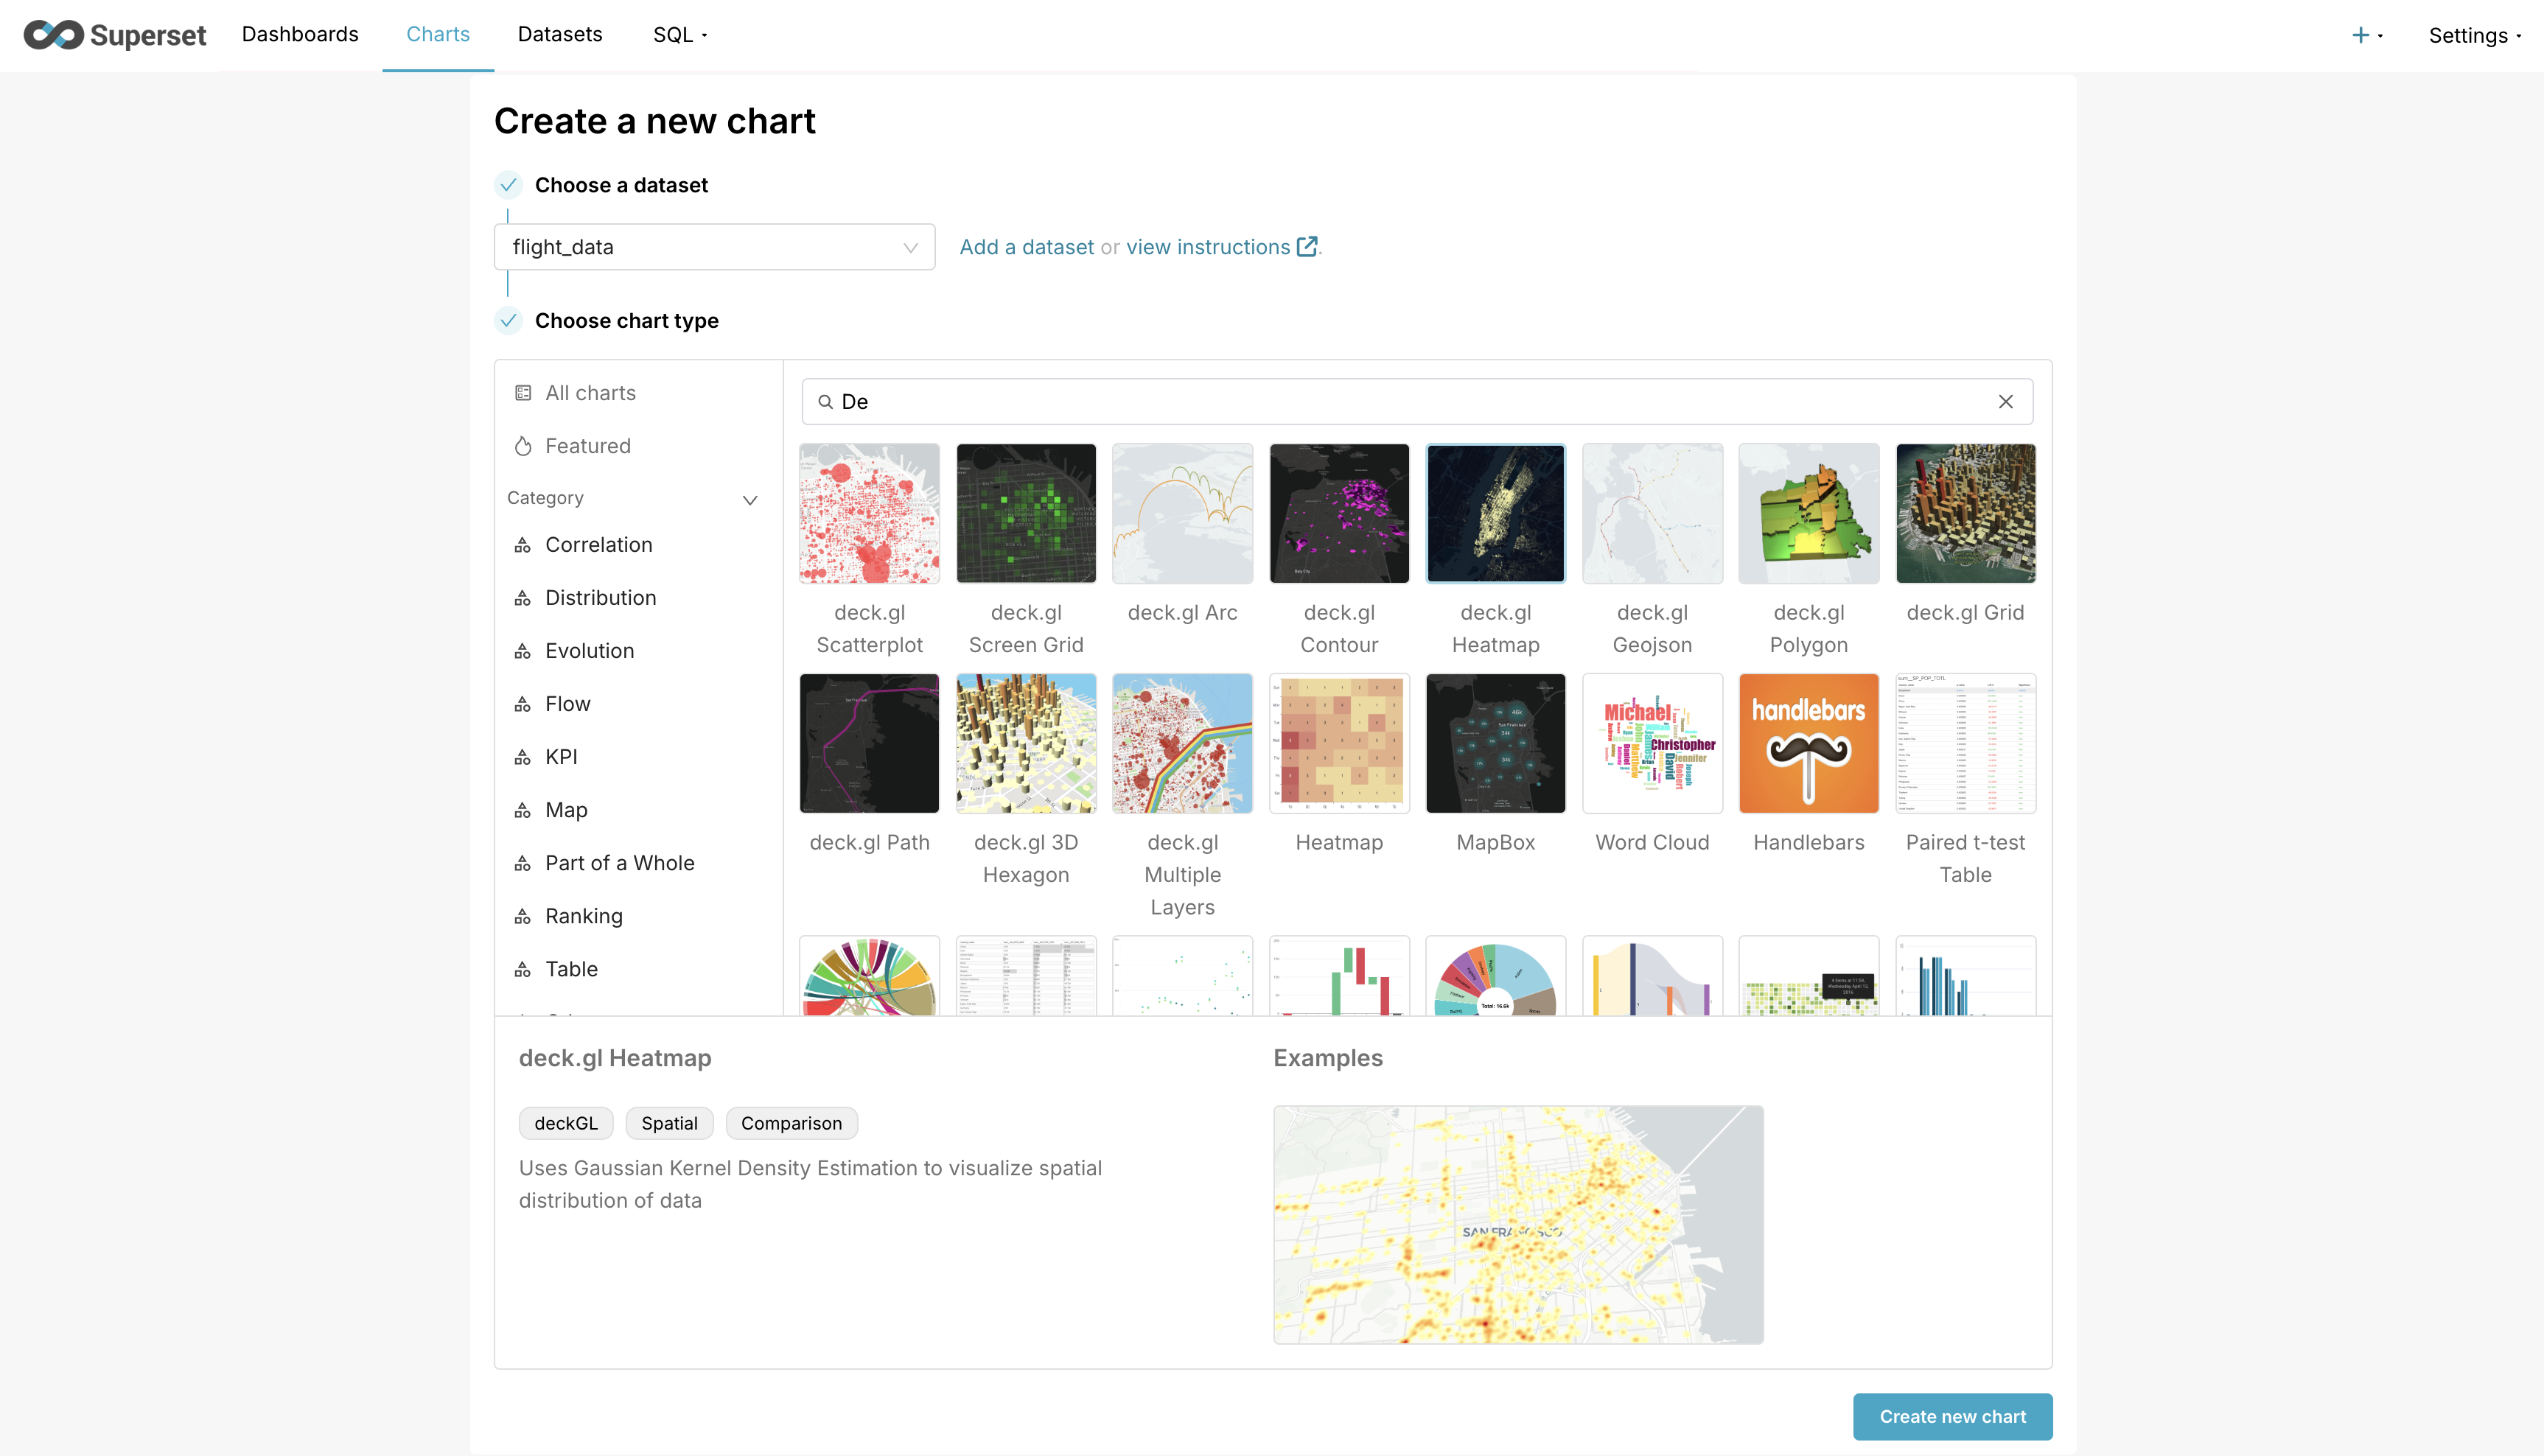 Superset
Dashboards
Charts
Datasets
SQL
Settings
Create a new chart
Choose a dataset
flight_data
Add a dataset or view instructions.
Choose chart type
All charts
Featured
Category
Correlation
Distribution
Evolution
Flow
KPI
Map
Part of a Whole
Ranking
Table
De
deck.gl
Scatterplot
deck.gl
Screen Grid
deck.gl Arc
deck.gl
Contour
deck.gl
Heatmap
deck.gl
Geojson
deck.gl
Polygon
deck.gl Grid
Michael
Christopher
Jennifer
David
handlebars
deck.gl Path
deck.gl 3D
Hexagon
deck.gl
Multiple
Layers
Heatmap
MapBox
Word Cloud
Handlebars
Paired t-test
Table
Total: 16.6k
deck.gl Heatmap
deckGL
Spatial
Comparison
Uses Gaussian Kernel Density Estimation to visualize spatial
distribution of data
Examples
Create new chart